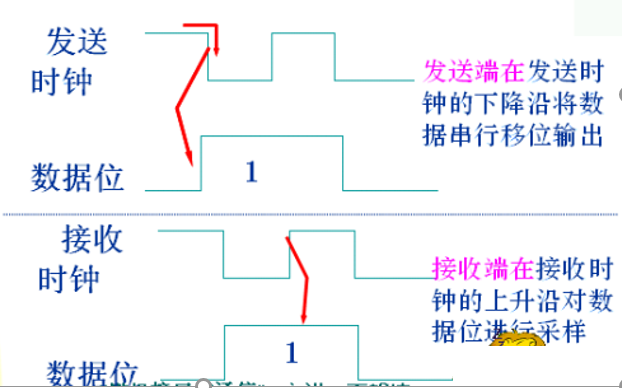 发送
时钟
发送端在发送时
钟的下降沿将数
据串行移位输出
数据位
1
接收
时钟
接收端在接收时
钟的上升沿对数
据位进行采样
1
数据位